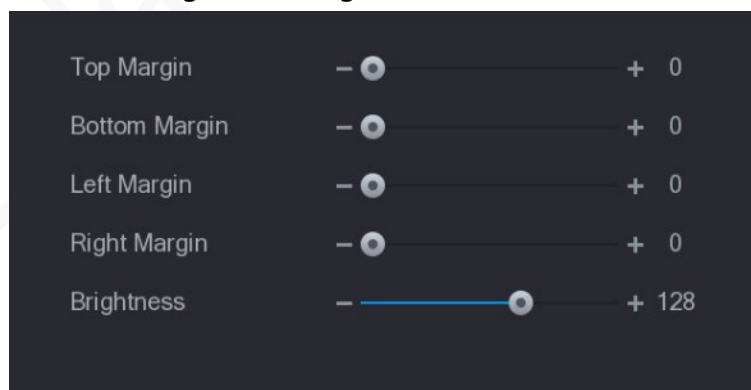 Top Margin − + 0
Bottom Margin − + 0
Left Margin − + 0
Right Margin − + 0
Brightness − + 128